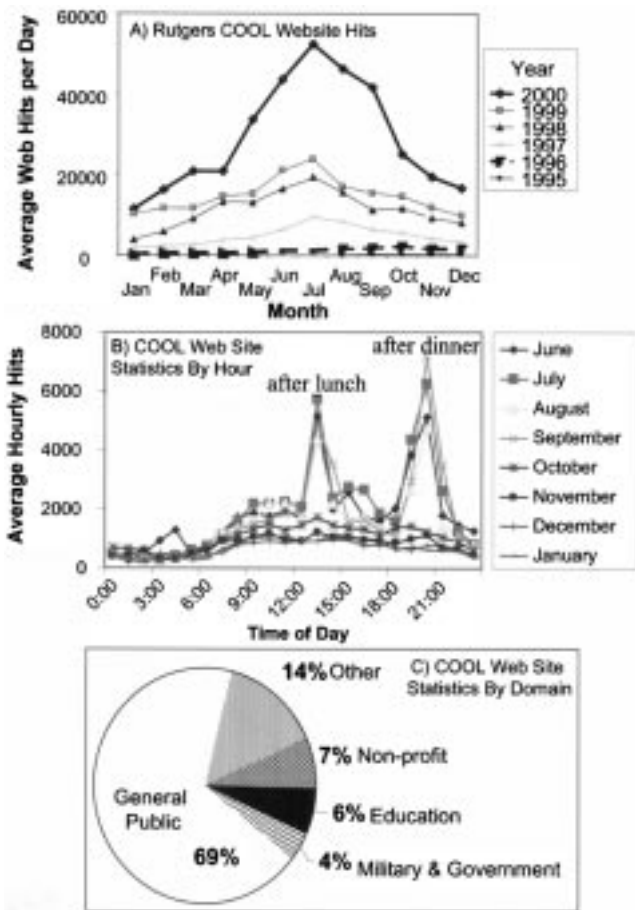 A) Rutgers COOL Website Hits
Average Web Hits per Day
60000
40000
20000
0
Jan Feb Mar Apr May Jun Jul Aug Sep Oct Nov Dec
Month
Year
2000
1999
1998
1997
1996
1995
B) COOL Web Site
Statistics By Hour
after lunch
after dinner
Average Hourly Hits
8000
6000
4000
2000
0
0:00 3:00 6:00 9:00 12:00 15:00 18:00 21:00
Time of Day
June
July
August
September
October
November
December
January
C) COOL Web Site
Statistics By Domain
14% Other
7% Non-profit
6% Education
4% Military & Government
General
Public
69%